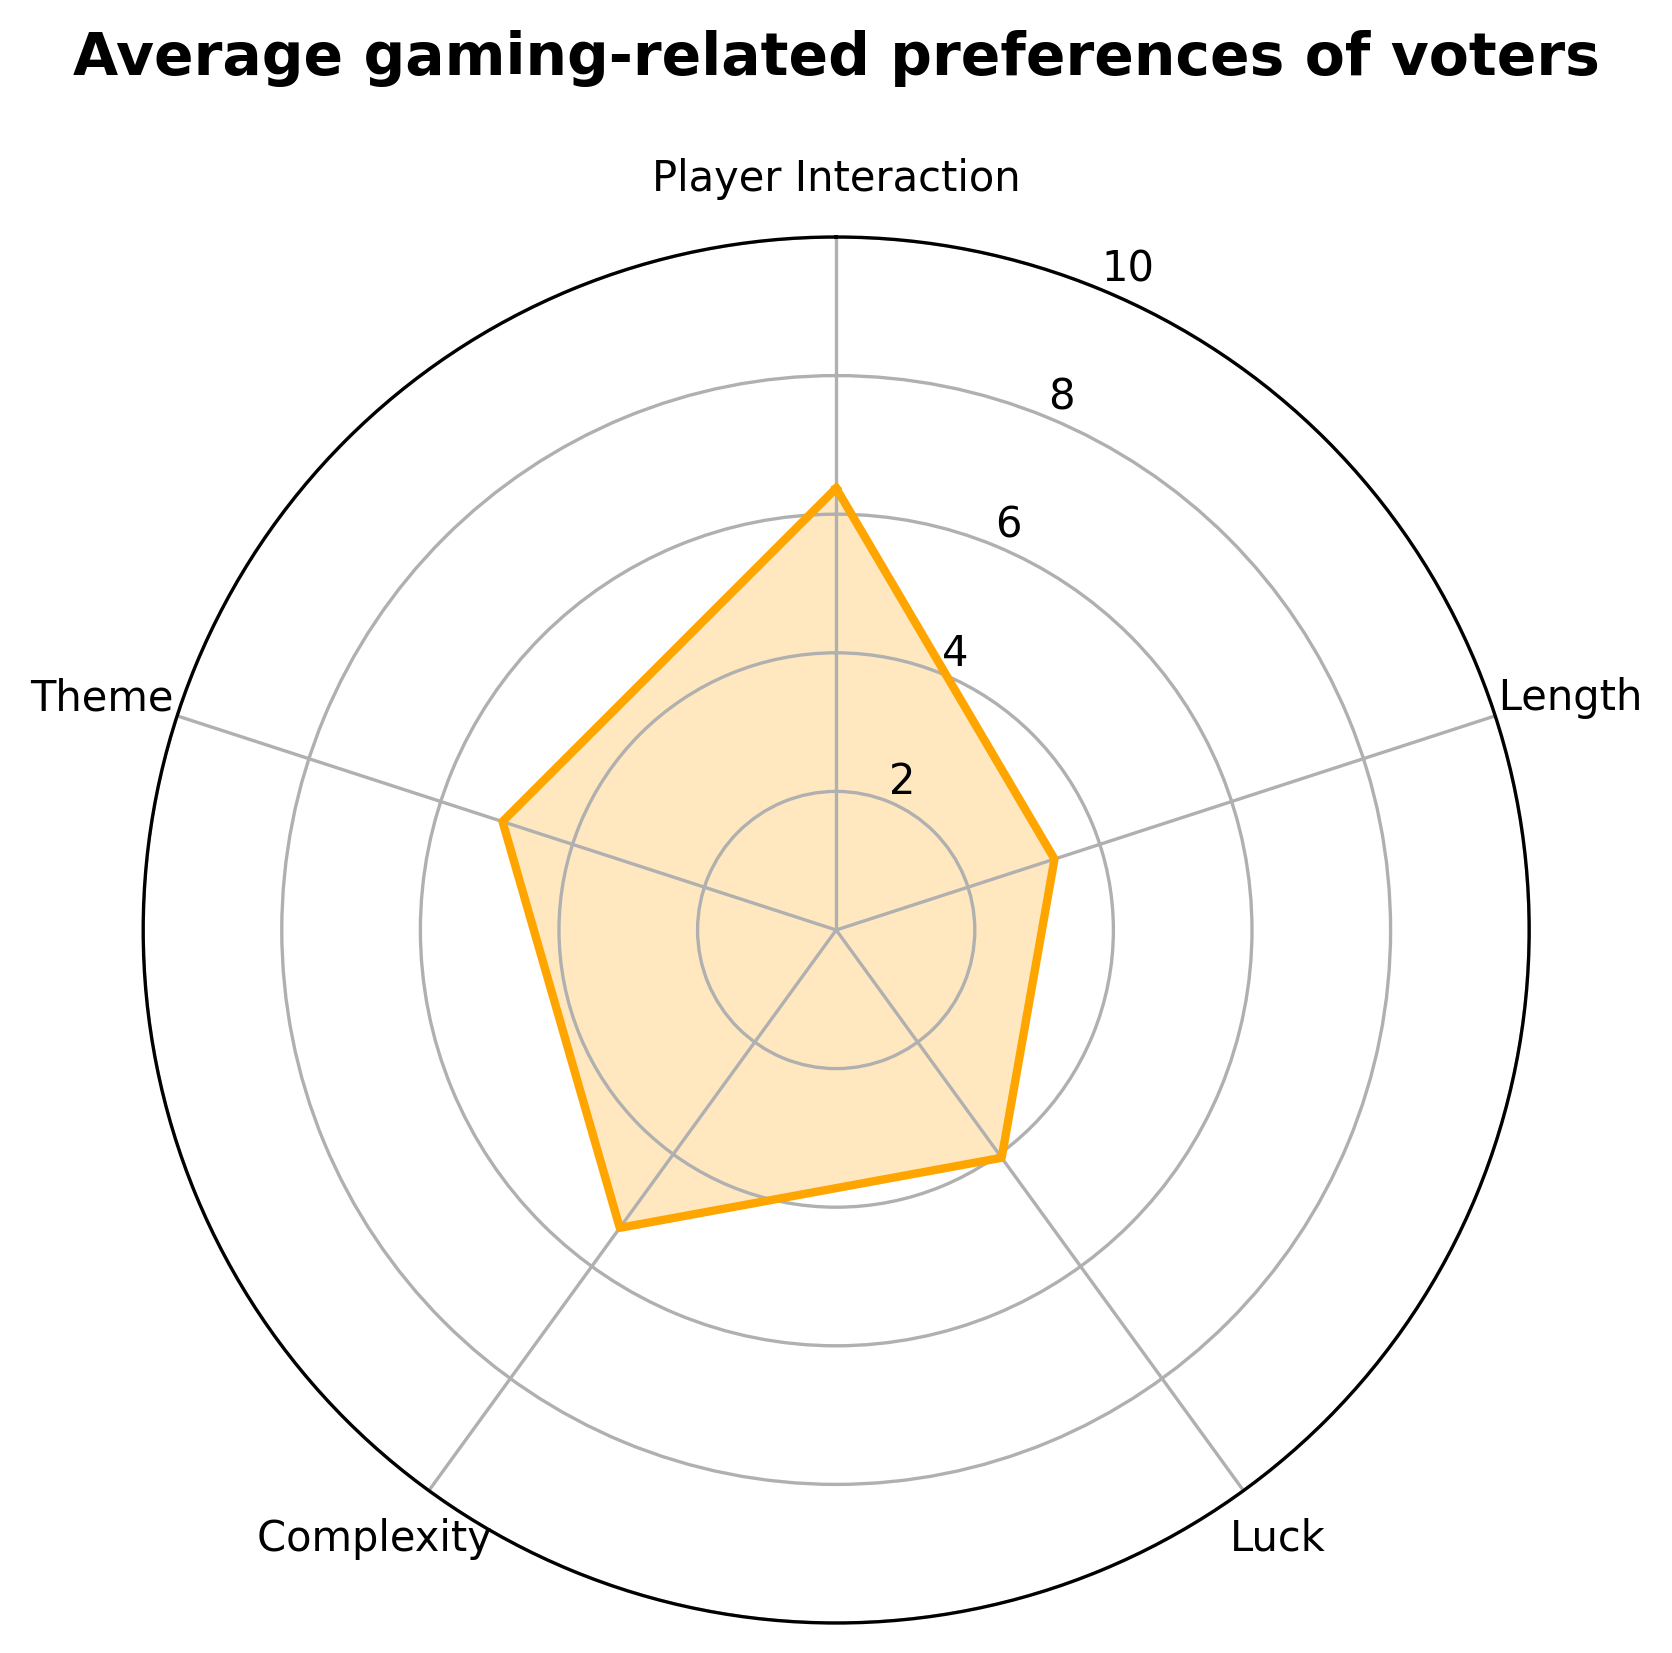 Average gaming-related preferences of voters
Player Interaction
10
8
6
4
2
Theme
Length
Complexity
Luck